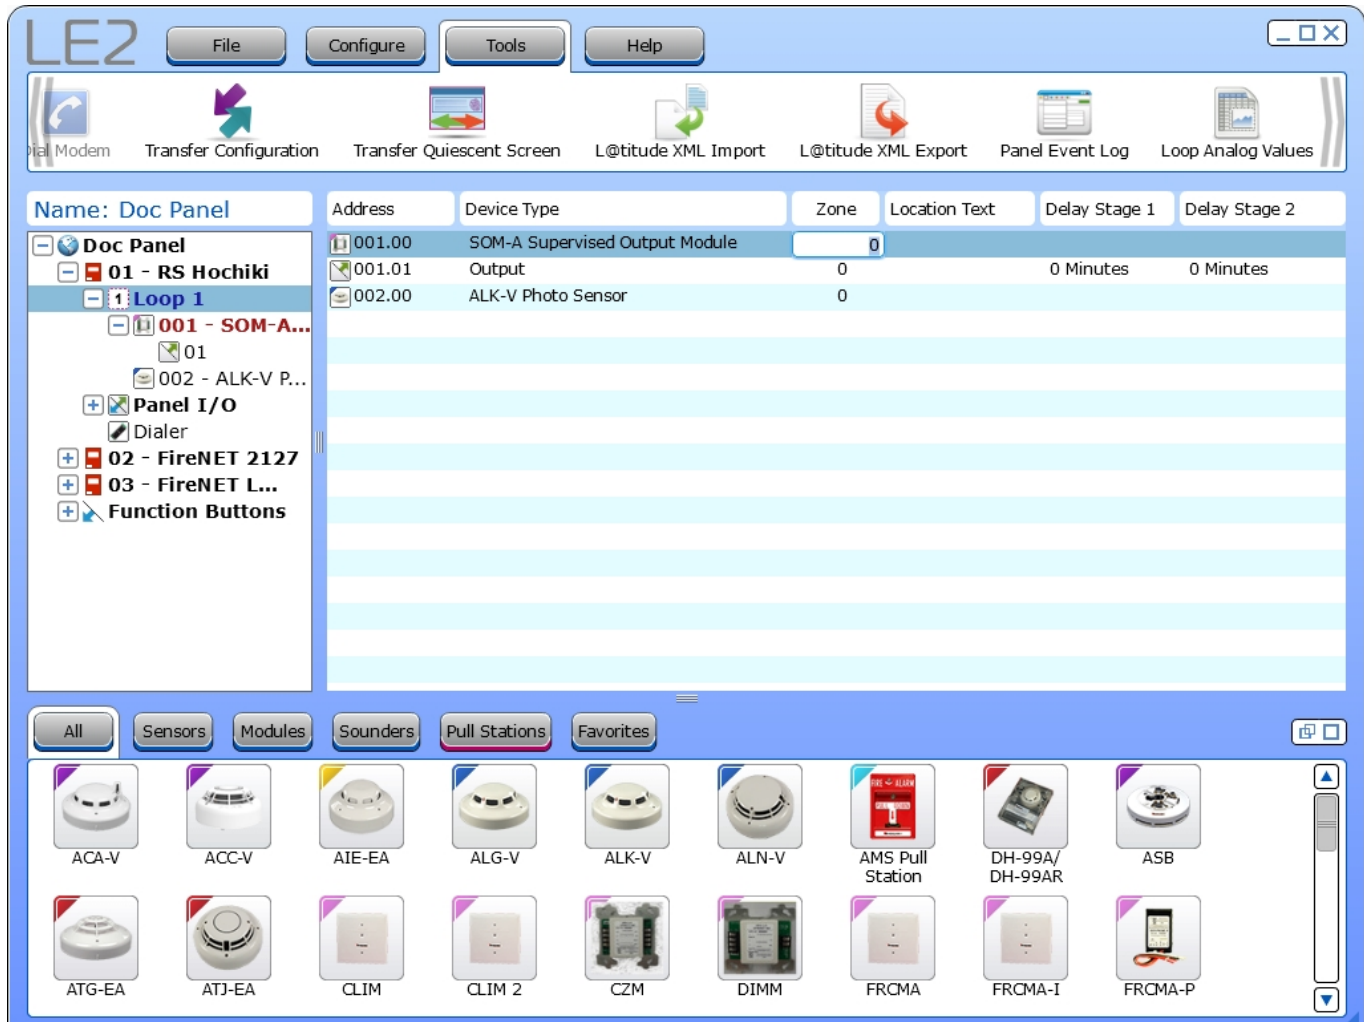 LE2
File Configure Tools Help
Dial Modem Transfer Configuration Transfer Quiescent Screen L@titude XML Import L@titude XML Export Panel Event Log Loop Analog Values
Name: Doc Panel
Address Device Type Zone Location Text Delay Stage 1 Delay Stage 2
Doc Panel
01 - RS Hochiki
1 Loop 1
001 - SOM-A...
01
002 - ALK-V P...
Panel I/O
Dialer
02 - FireNET 2127
03 - FireNET L...
Function Buttons
001.00 SOM-A Supervised Output Module 0
001.01 Output 0 0 Minutes 0 Minutes
002.00 ALK-V Photo Sensor 0
All Sensors Modules Sounders Pull Stations Favorites
FIRE ALARM
PULL DOWN
ACA-V ACC-V AIE-EA ALG-V ALK-V ALN-V AMS Pull Station DH-99A/ DH-99AR ASB
ATG-EA ATJ-EA CLIM CLIM 2 CZM DIMM FRCMA FRCMA-I FRCMA-P